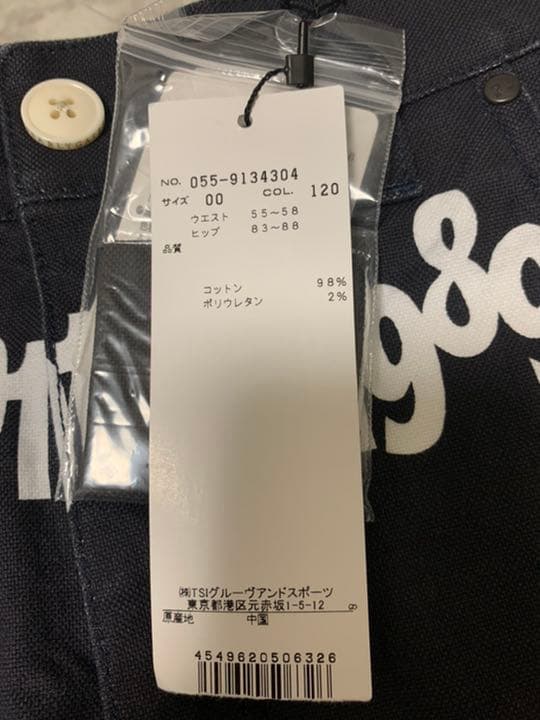 NO. 055-9134304
サイズ 00 COL. 120
ウエスト 55～58
ヒップ 83～88
品質
コットン 98%
ポリウレタン 2%
㈱TSIグルーヴアンドスポーツ
東京都港区元赤坂1-5-12
原産地 中国
4549620506326